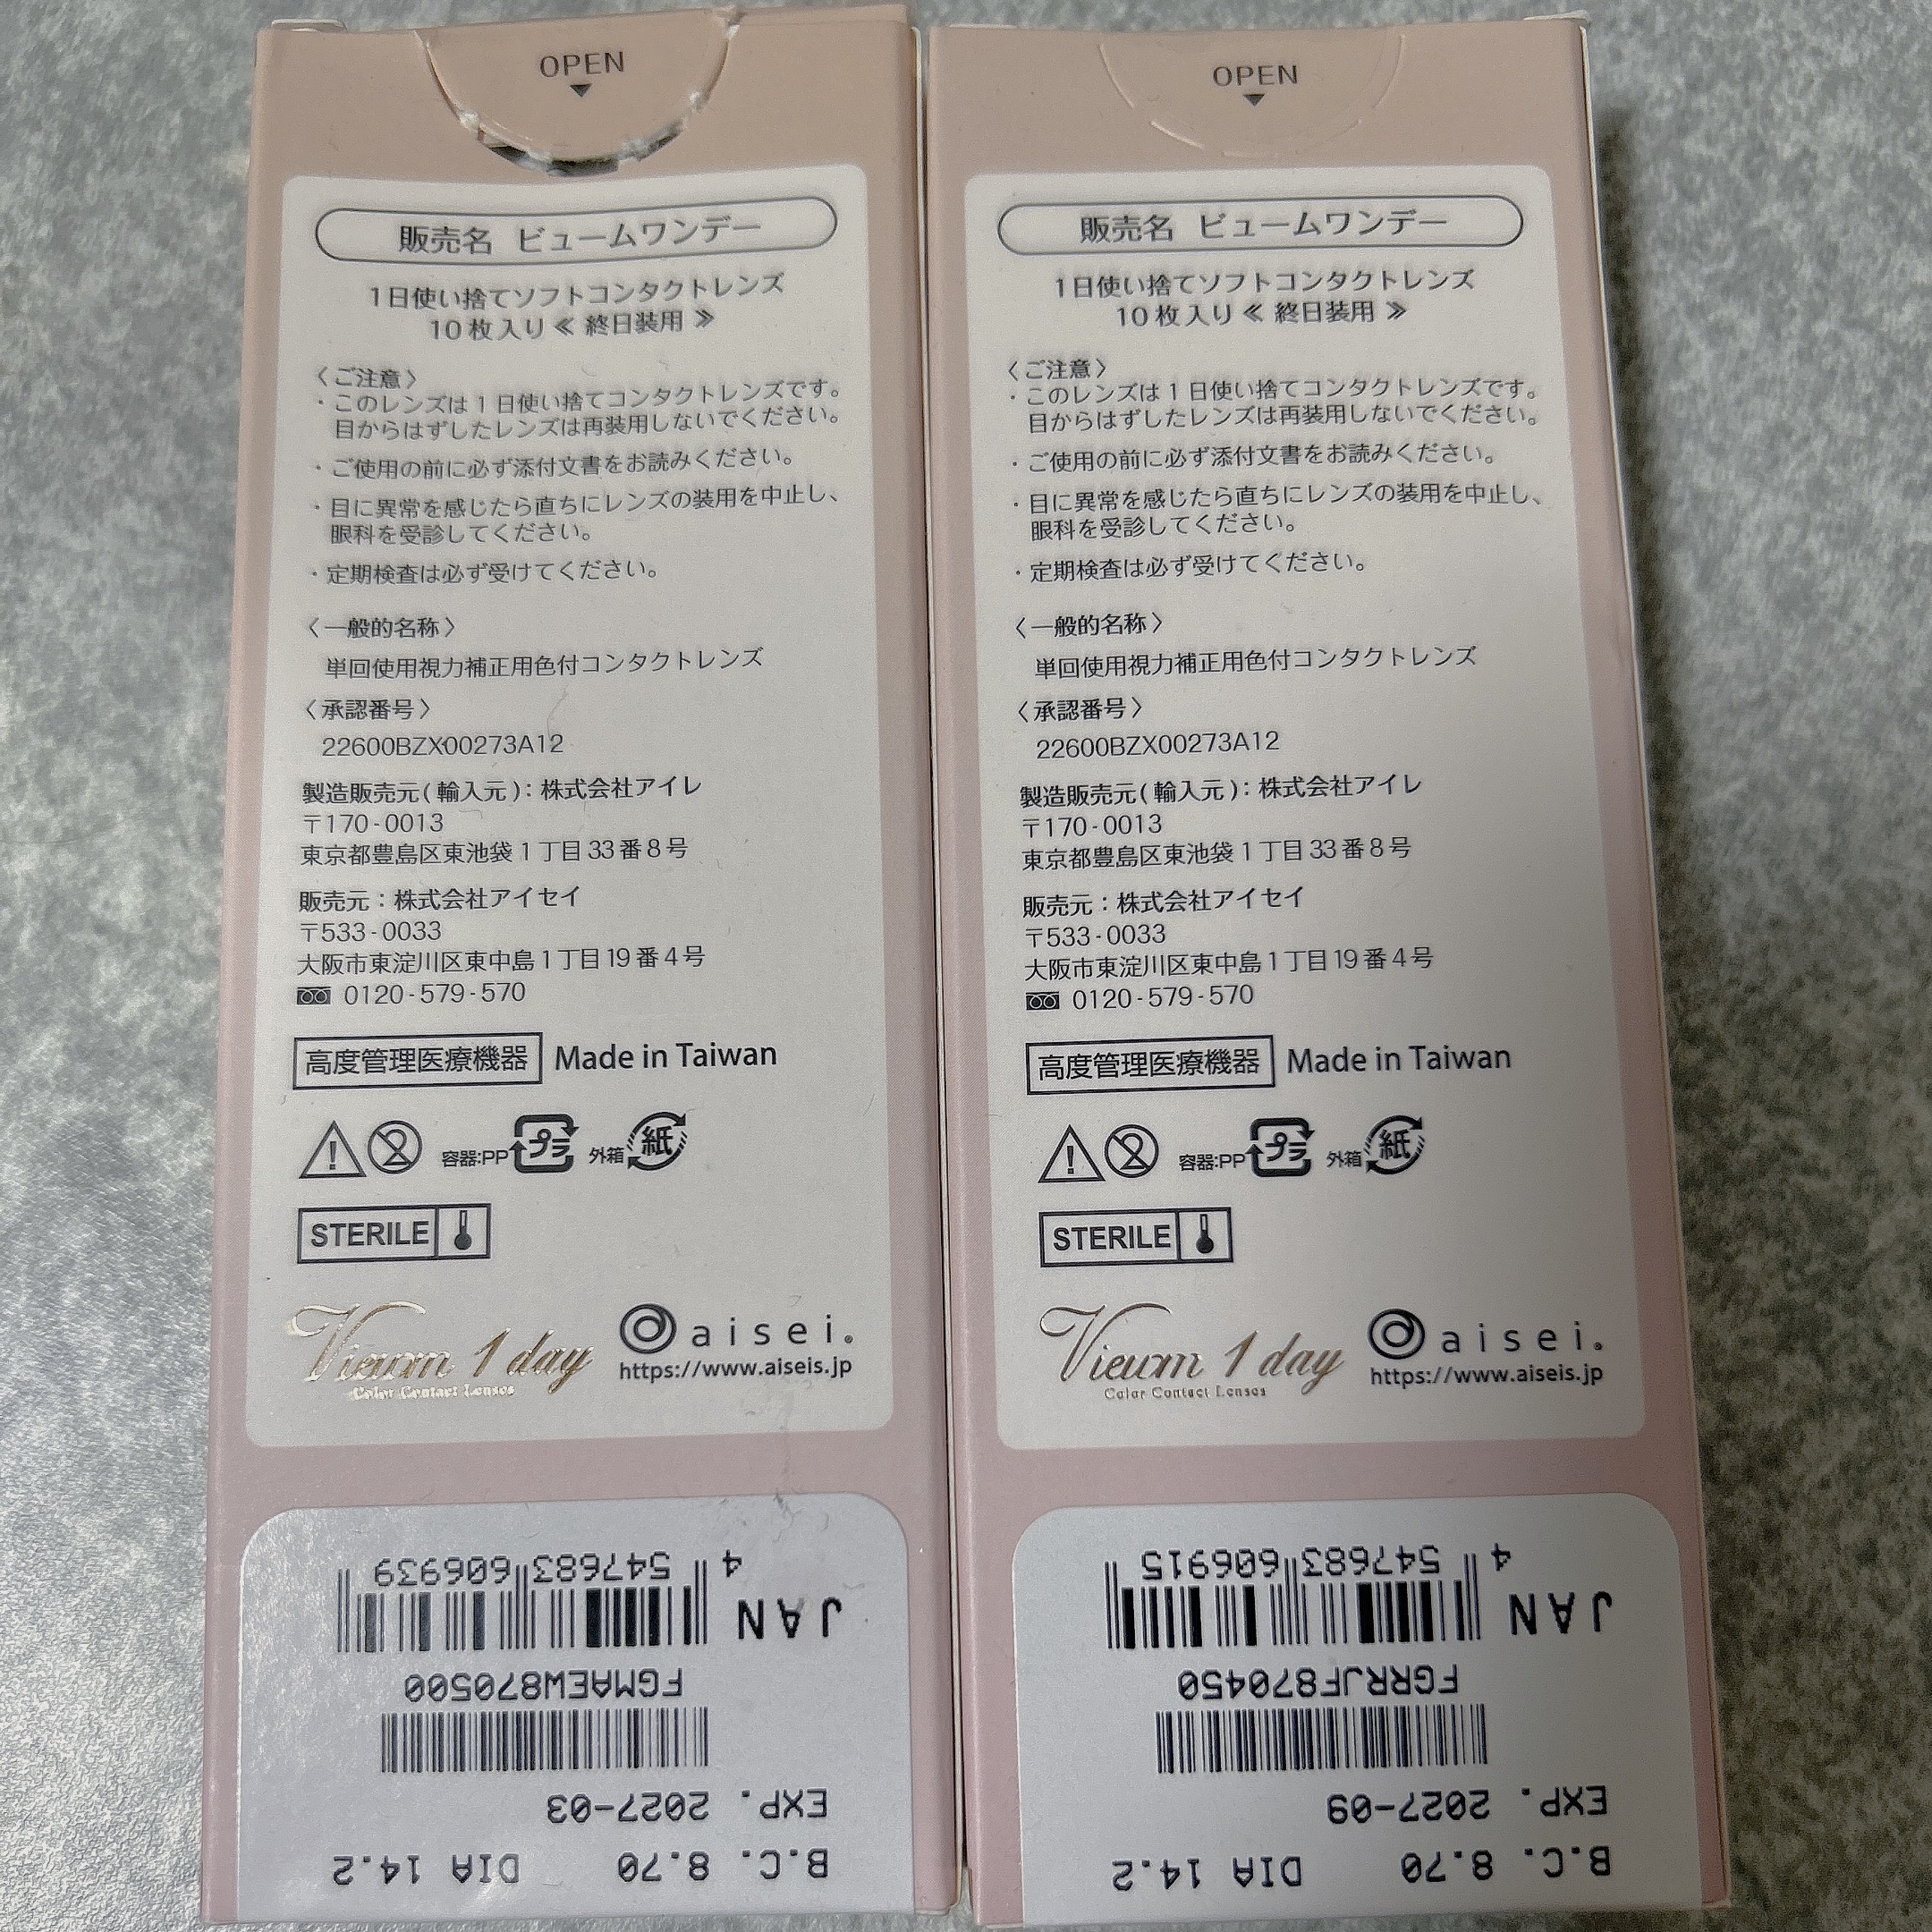 OPEN
販売名 ビュームワンデー
1日使い捨てソフトコンタクトレンズ
10枚入り≪ 終日装用 ≫
〈ご注意〉
・このレンズは1日使い捨てコンタクトレンズです。
目からはずしたレンズは再装用しないでください。
・ご使用の前に必ず添付文書をお読みください。
・目に異常を感じたら直ちにレンズの装用を中止し、
眼科を受診してください。
・定期検査は必ず受けてください。
〈一般的名称〉
単回使用視力補正用色付コンタクトレンズ
〈承認番号〉
22600BZX00273A12
製造販売元(輸入元):株式会社アイレ
〒170-0013
東京都豊島区東池袋1丁目33番8号
販売元:株式会社アイセイ
〒533-0033
大阪市東淀川区東中島1丁目19番4号
0120-579-570
高度管理医療機器 Made in Taiwan
容器:PP プラ 外箱 紙
STERILE
Vieum 1 day
Color Contact Lenses
aisei.
https://www.aiseis.jp
B.C. 8.70 DIA 14.2
EXP. 2027-03
FGMAEW870500
JAN
4 547683 606939
OPEN
販売名 ビュームワンデー
1日使い捨てソフトコンタクトレンズ
10枚入り≪ 終日装用 ≫
〈ご注意〉
・このレンズは1日使い捨てコンタクトレンズです。
目からはずしたレンズは再装用しないでください。
・ご使用の前に必ず添付文書をお読みください。
・目に異常を感じたら直ちにレンズの装用を中止し、
眼科を受診してください。
・定期検査は必ず受けてください。
〈一般的名称〉
単回使用視力補正用色付コンタクトレンズ
〈承認番号〉
22600BZX00273A12
製造販売元(輸入元):株式会社アイレ
〒170-0013
東京都豊島区東池袋1丁目33番8号
販売元:株式会社アイセイ
〒533-0033
大阪市東淀川区東中島1丁目19番4号
0120-579-570
高度管理医療機器 Made in Taiwan
容器:PP プラ 外箱 紙
STERILE
Vieum 1 day
Color Contact Lenses
aisei.
https://www.aiseis.jp
B.C. 8.70 DIA 14.2
EXP. 2027-09
FGRRJF870450
JAN
4 547683 606915